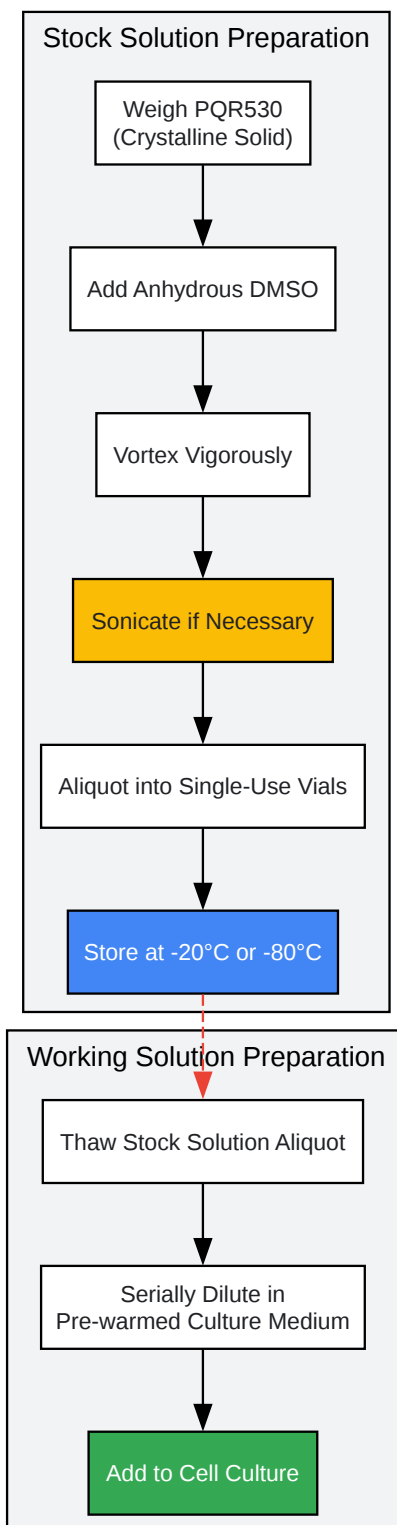 Stock Solution Preparation
Weigh PQR530
(Crystalline Solid)
Add Anhydrous DMSO
Vortex Vigorously
Sonicate if Necessary
Aliquot into Single-Use Vials
Store at -20°C or -80°C
Working Solution Preparation
Thaw Stock Solution Aliquot
Serially Dilute in
Pre-warmed Culture Medium
Add to Cell Culture